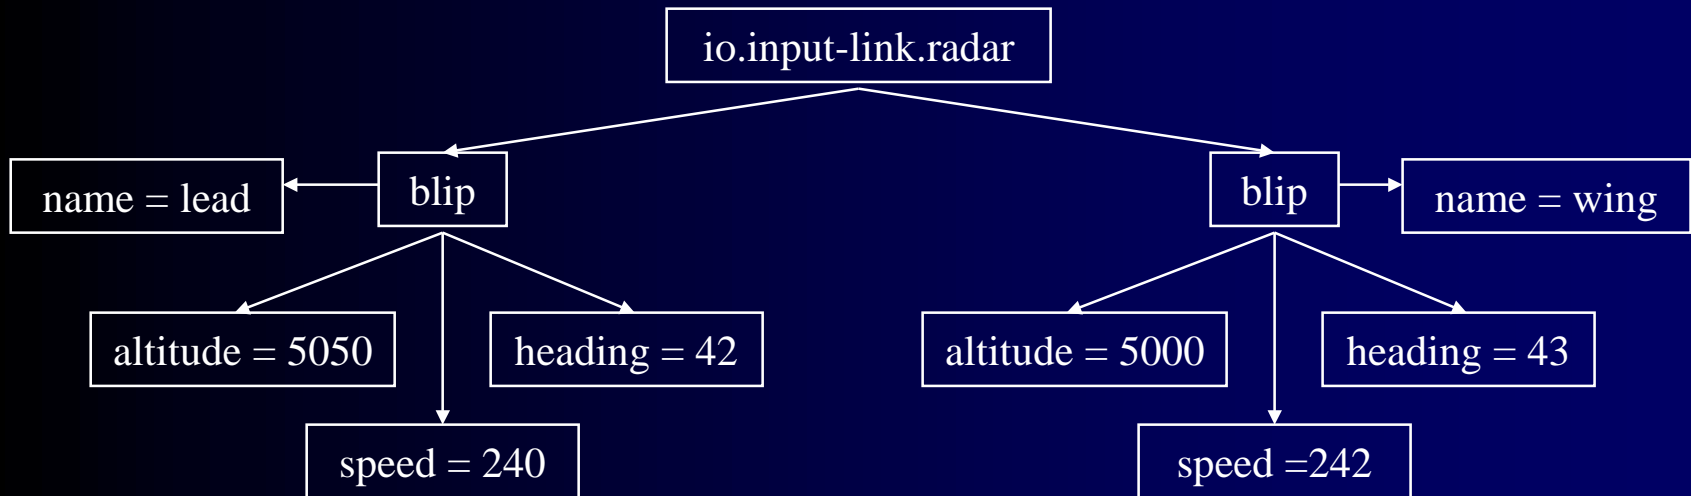 io.input-link.radar
name = lead
blip
blip
name = wing
altitude = 5050
heading = 42
altitude = 5000
heading = 43
speed = 240
speed =242